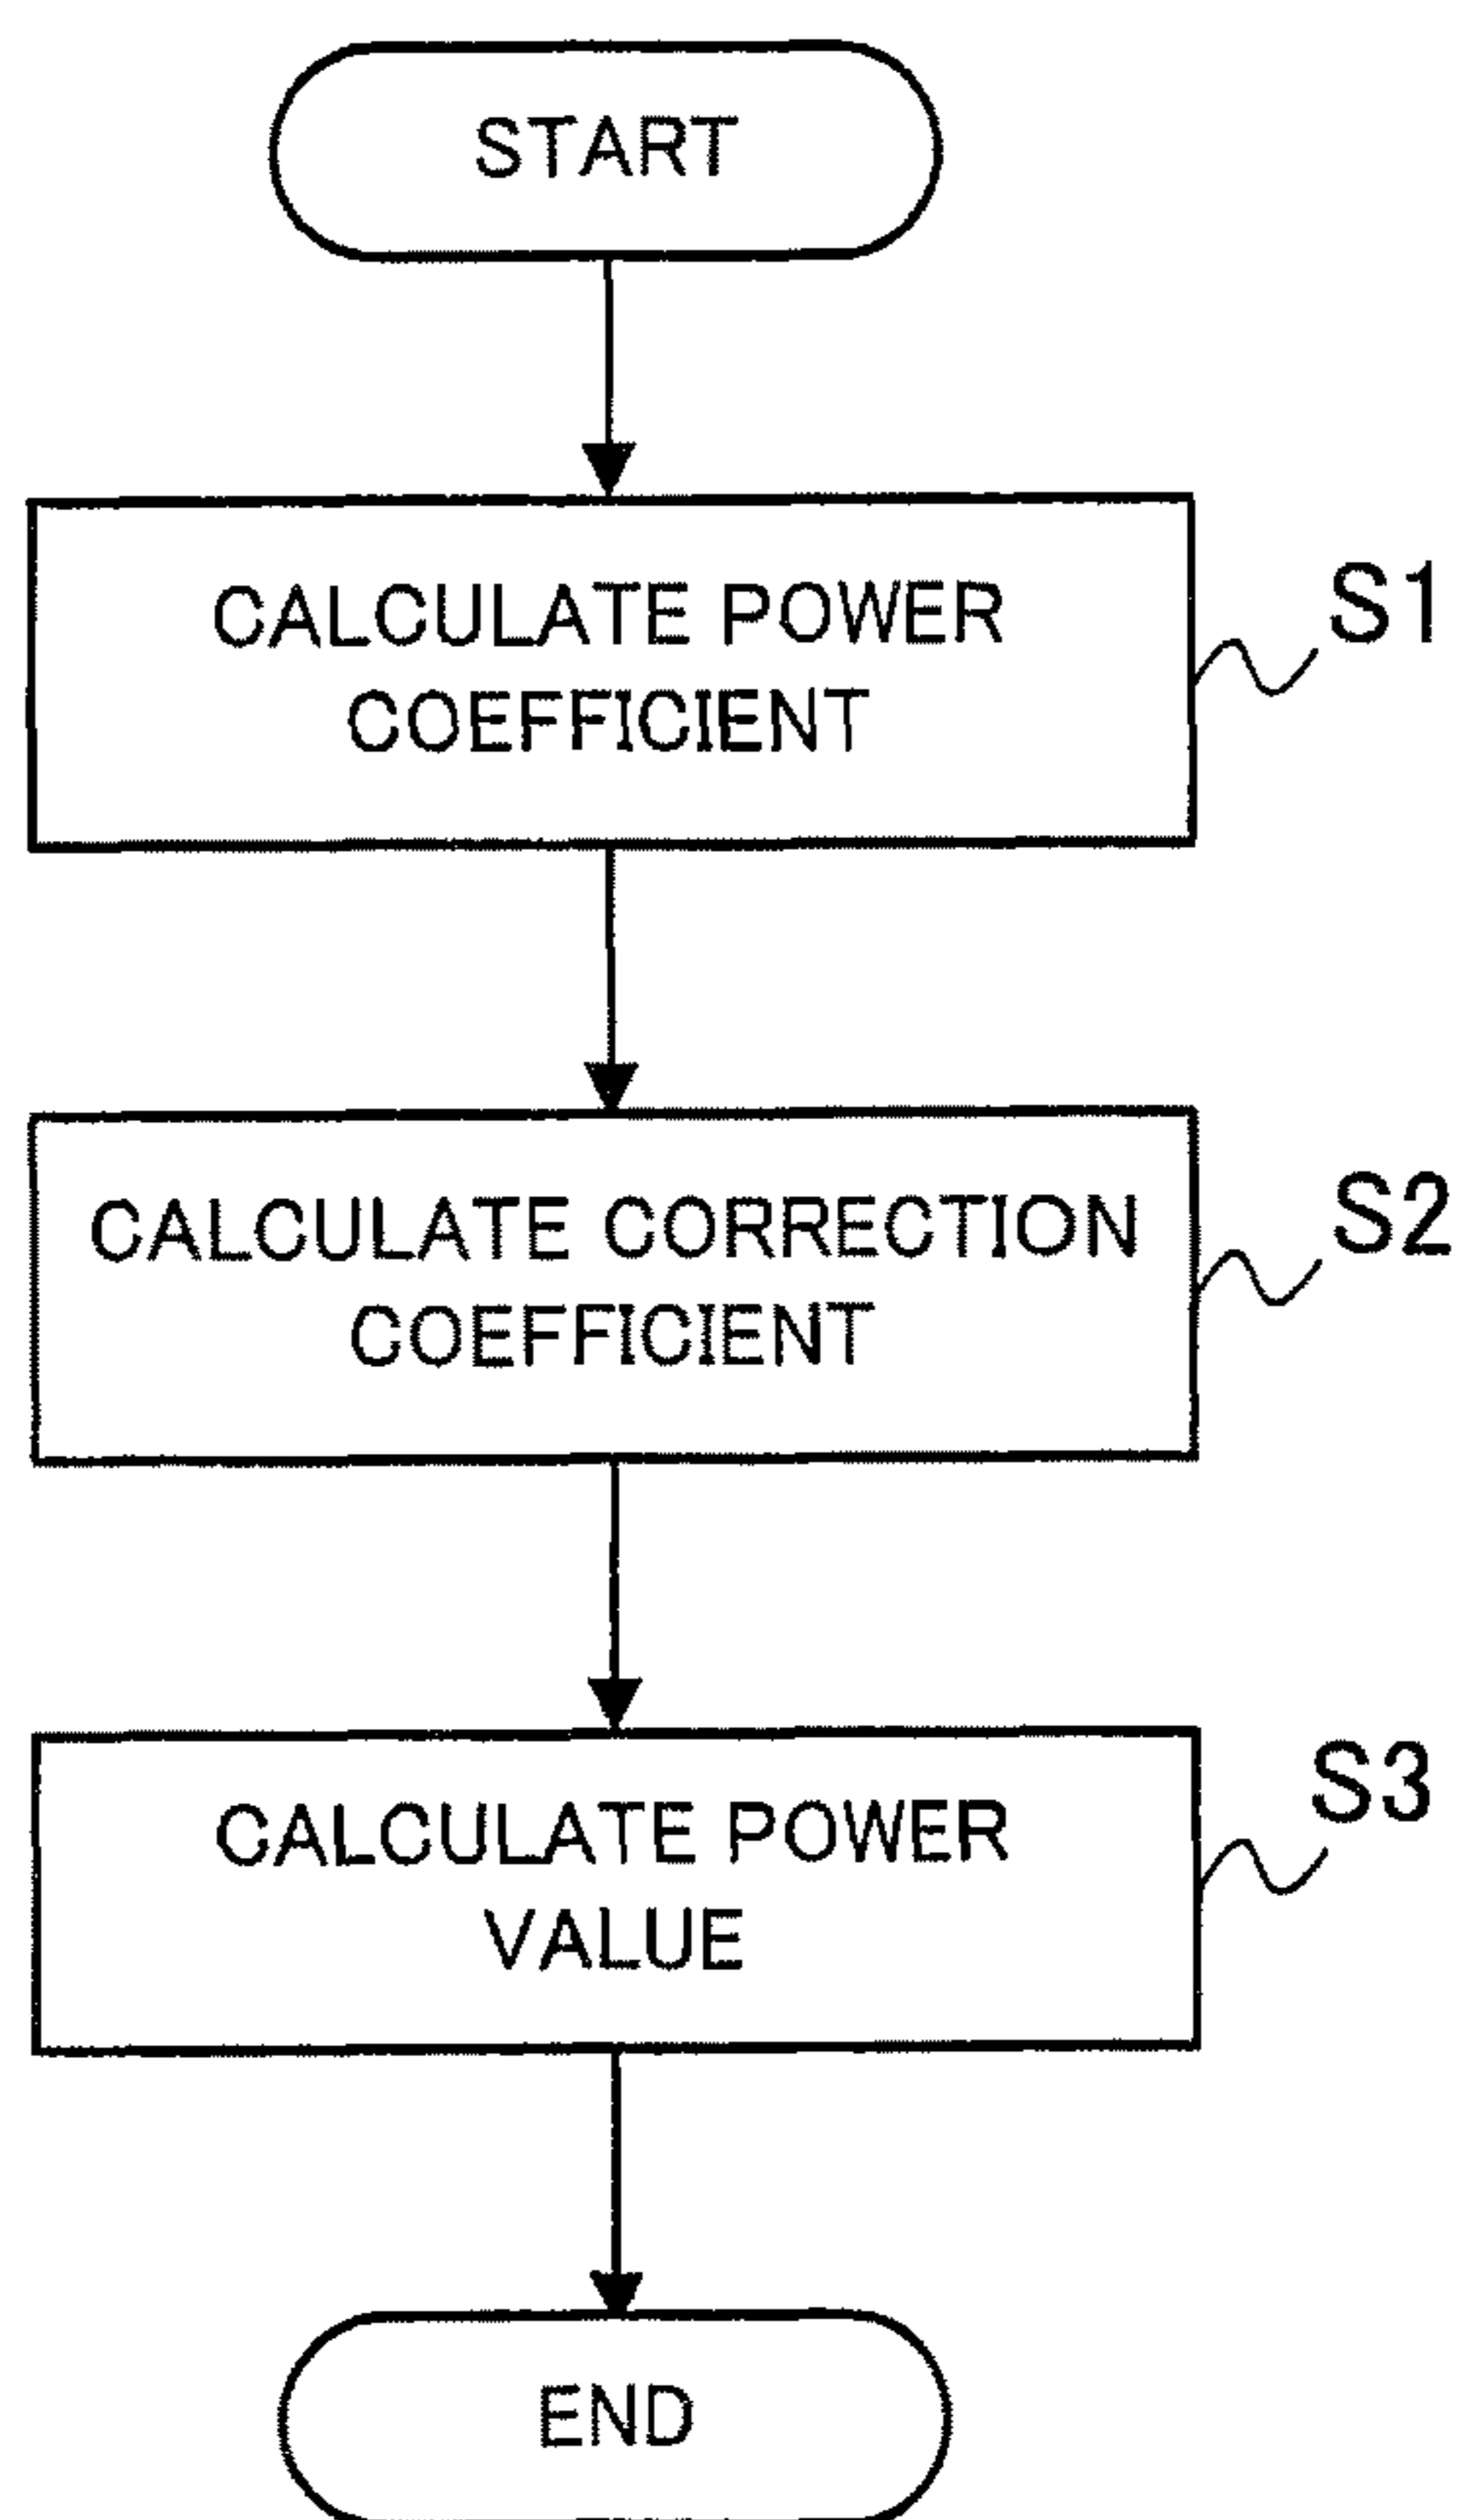 START
CALCULATE POWER
COEFFICIENT
S1
CALCULATE CORRECTION
COEFFICIENT
S2
CALCULATE POWER
VALUE
S3
END